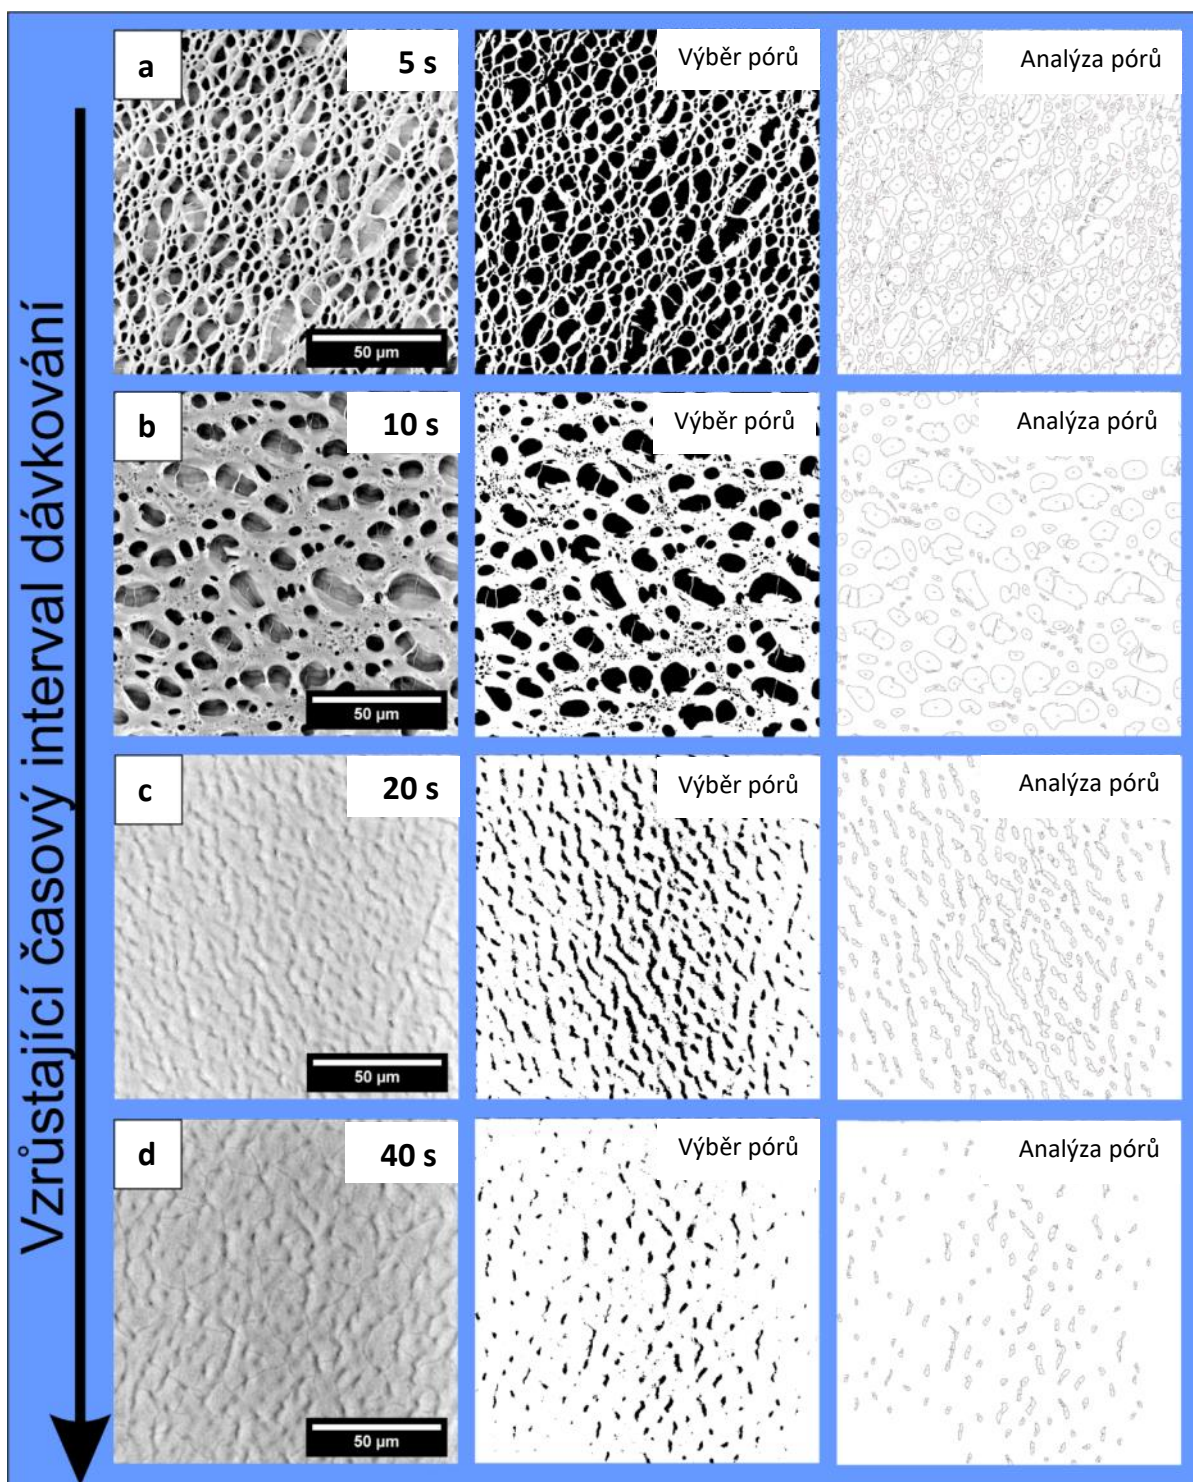 Vzrůstající časový interval dávkování
a
5 s
Výběr pórů
Analýza pórů
50 µm
b
10 s
Výběr pórů
Analýza pórů
50 µm
c
20 s
Výběr pórů
Analýza pórů
50 µm
d
40 s
Výběr pórů
Analýza pórů
50 µm